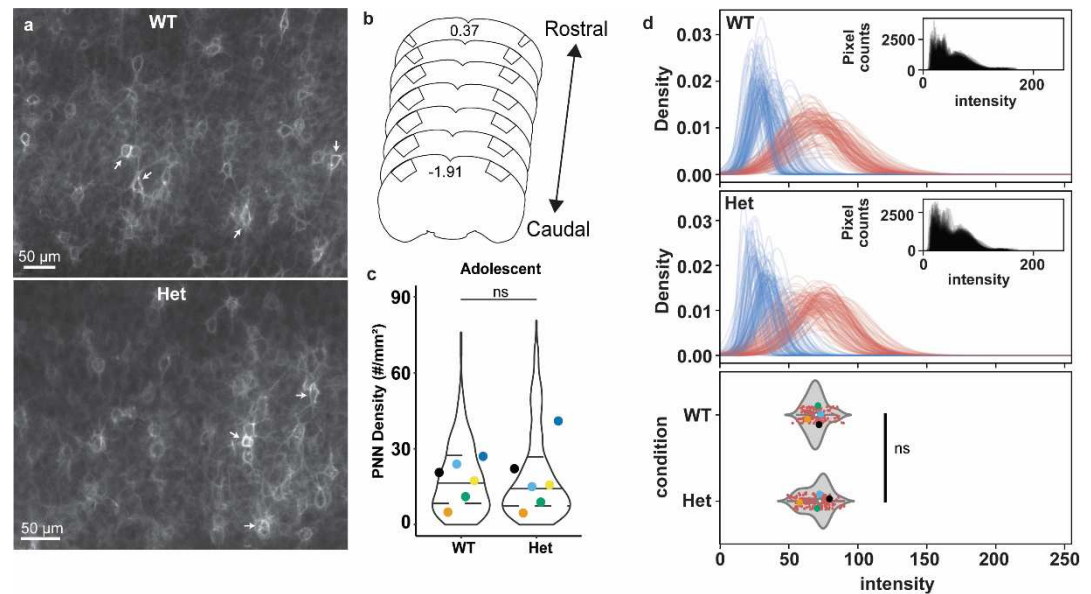 a
WT
50 µm
Het
50 µm
b
0.37
Rostral
-1.91
Caudal
c
Adolescent
ns
PNN Density (#/mm²)
90
60
30
0
WT
Het
d
WT
Density
0.03
0.02
0.01
0.00
Pixel
counts
2500
0
0
200
intensity
Het
Density
0.03
0.02
0.01
0.00
Pixel
counts
2500
0
0
200
intensity
condition
WT
Het
ns
0
50
100
150
200
250
intensity